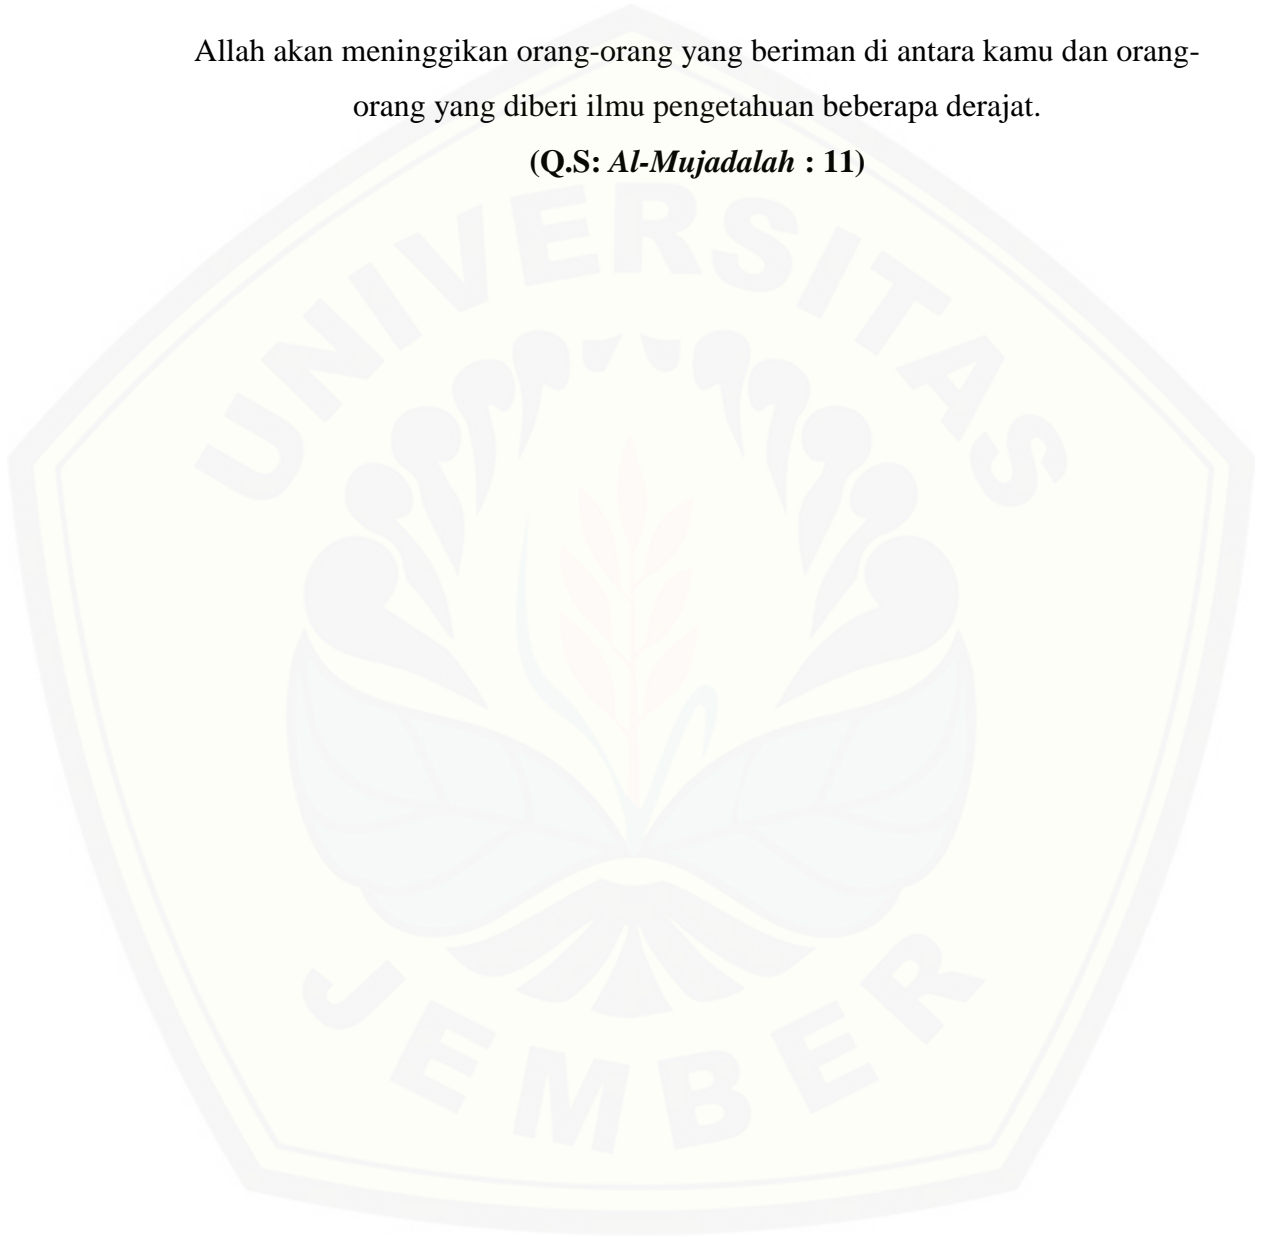 Allah akan meninggikan orang-orang yang beriman di antara kamu dan orang-
orang yang diberi ilmu pengetahuan beberapa derajat.
(Q.S: Al-Mujadalah : 11)
UNIVERSITAS
JEMBER